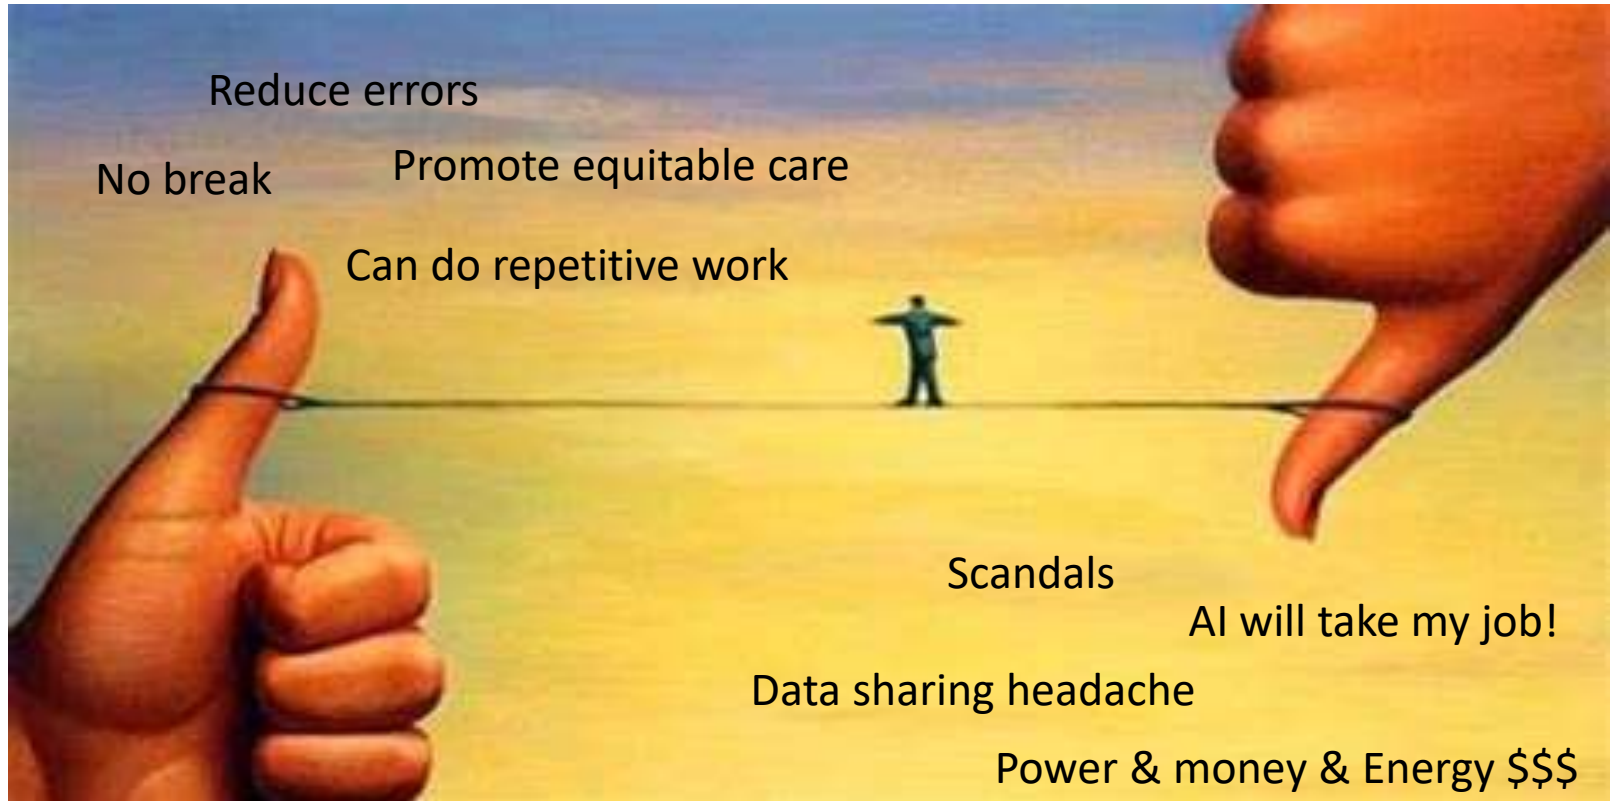 Reduce errors
No break
Promote equitable care
Can do repetitive work
Scandals
AI will take my job!
Data sharing headache
Power & money & Energy $$$